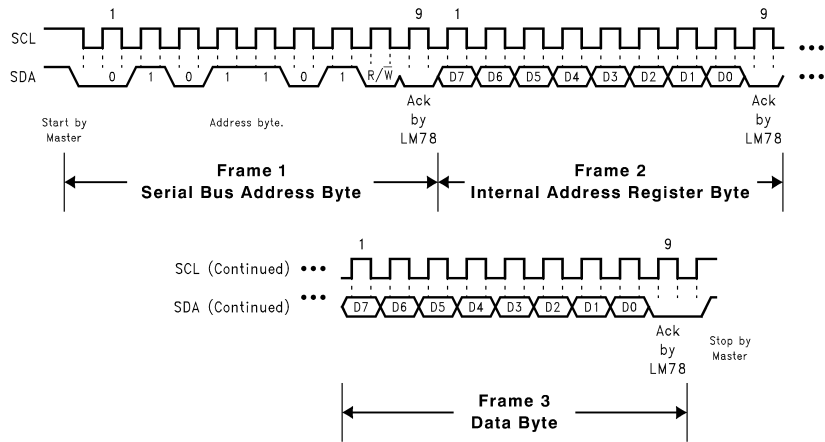 1 9 1 9
SCL •••
SDA 0 1 0 1 1 0 1 R/W̅ D7 D6 D5 D4 D3 D2 D1 D0 •••
Start by
Master
Address byte.
Ack
by
LM78
Ack
by
LM78
Frame 1
Serial Bus Address Byte
Frame 2
Internal Address Register Byte
1 9
SCL (Continued) •••
SDA (Continued) ••• D7 D6 D5 D4 D3 D2 D1 D0
Ack
by
LM78
Stop by
Master
Frame 3
Data Byte